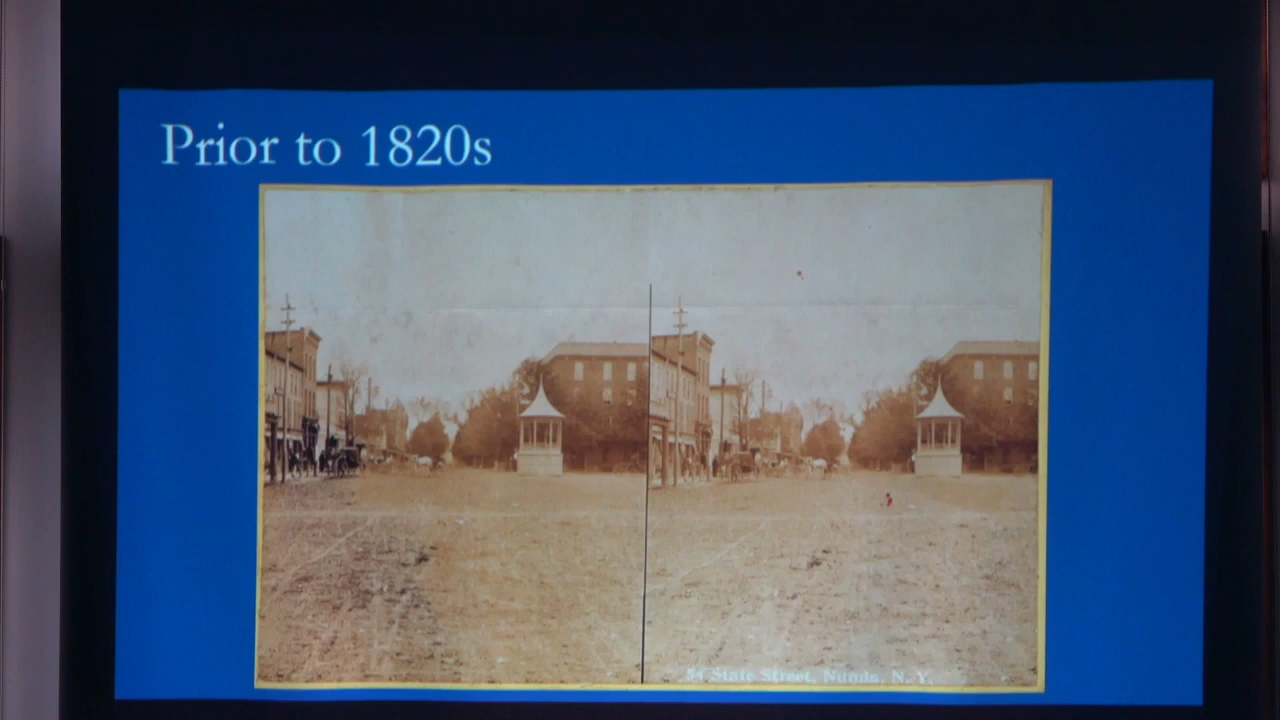 Prior to 1820s
State Street, Nunda, N. Y.